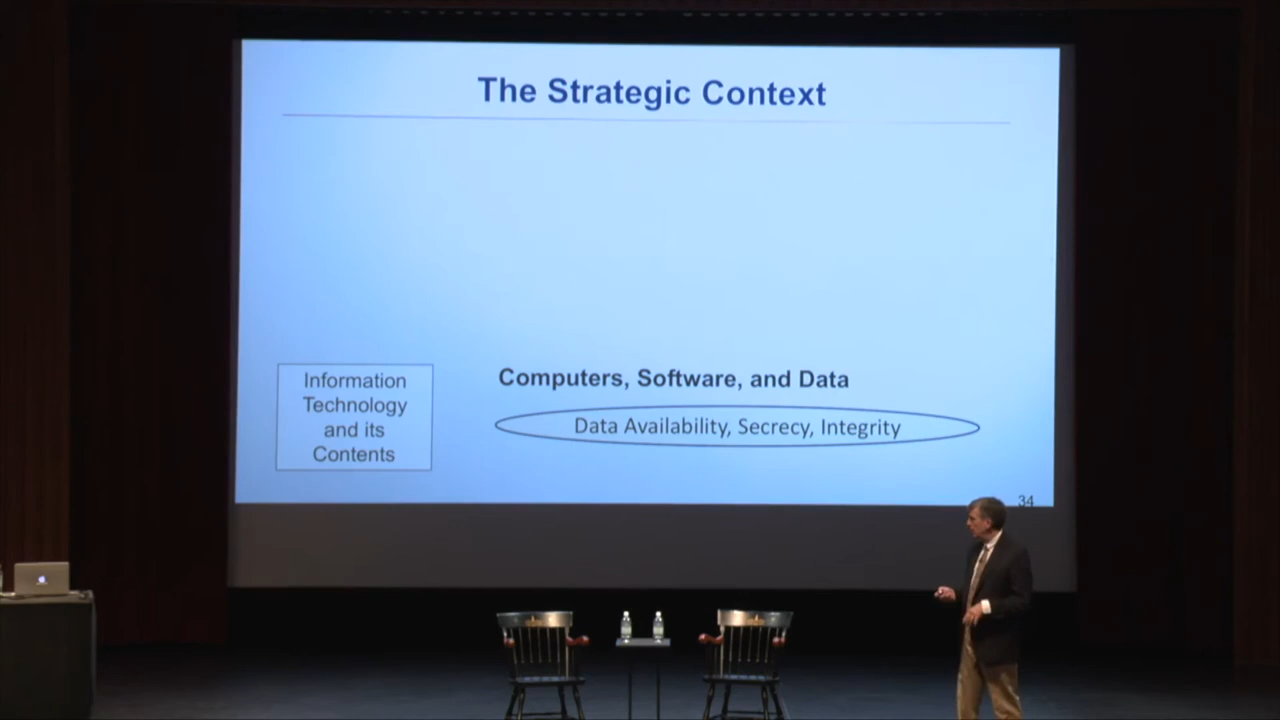 The Strategic Context
Information
Technology
and its
Contents
Computers, Software, and Data
Data Availability, Secrecy, Integrity
34